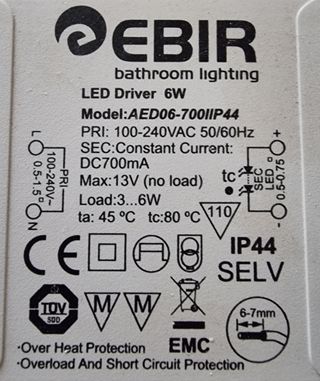 EBIR
bathroom lighting
LED Driver 6W
Model:AED06-700IIP44
PRI: 100-240VAC 50/60Hz
SEC:Constant Current:
DC700mA
Max:13V (no load)
Load:3...6W
ta: 45 ºC tc:80 ºC
L
100-240V~
0.5-1.5
PRI
N
+
tc
SEC
LED
0.5-0.75
-
110
IP44
SELV
TÜV
SÜD
M M
EMC
6-7mm
·Over Heat Protection
·Overload and Short Circuit Protection